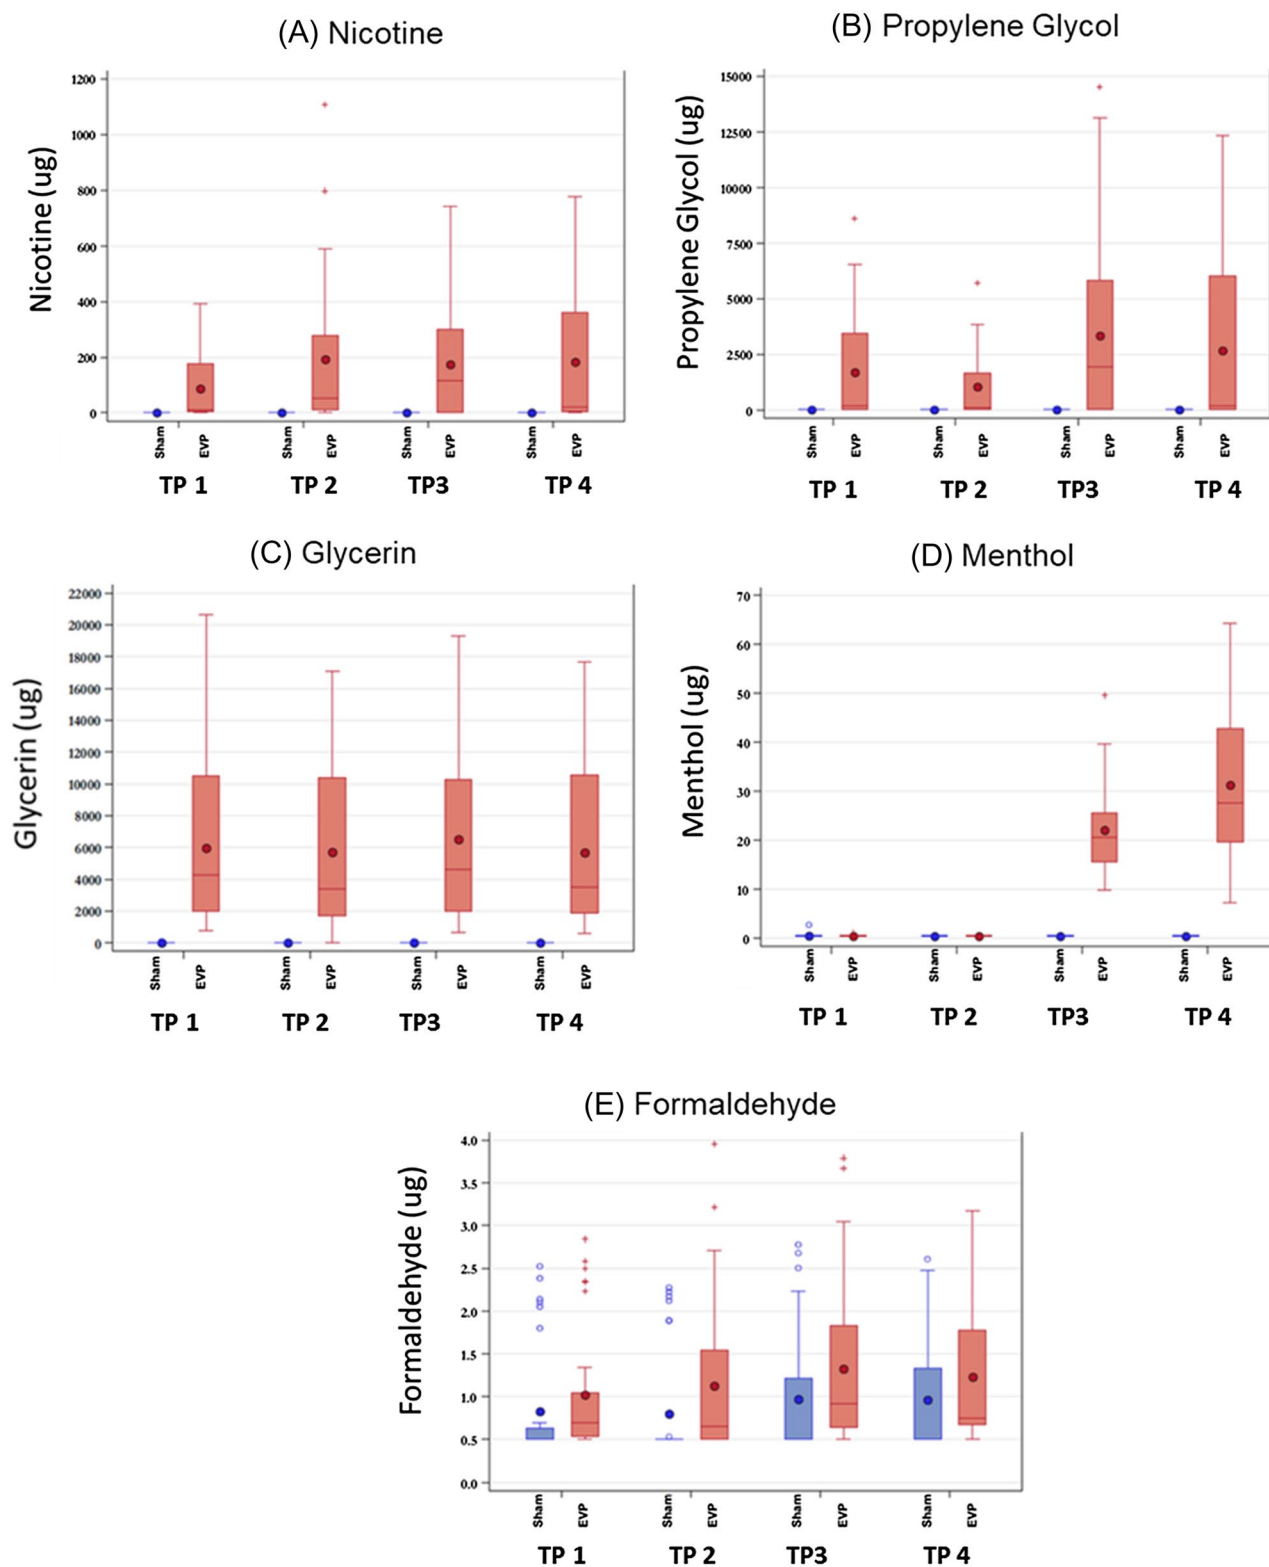 (A) Nicotine
Nicotine (ug)
1200
1000
800
600
400
200
0
Sham EVP Sham EVP Sham EVP Sham EVP
TP 1 TP 2 TP3 TP 4
(B) Propylene Glycol
Propylene Glycol (ug)
15000
12500
10000
7500
5000
2500
0
Sham EVP Sham EVP Sham EVP Sham EVP
TP 1 TP 2 TP3 TP 4
(C) Glycerin
Glycerin (ug)
22000
20000
18000
16000
14000
12000
10000
8000
6000
4000
2000
0
Sham EVP Sham EVP Sham EVP Sham EVP
TP 1 TP 2 TP3 TP 4
(D) Menthol
Menthol (ug)
70
60
50
40
30
20
10
0
Sham EVP Sham EVP Sham EVP Sham EVP
TP 1 TP 2 TP3 TP 4
(E) Formaldehyde
Formaldehyde (ug)
4.0
3.5
3.0
2.5
2.0
1.5
1.0
0.5
0.0
Sham EVP Sham EVP Sham EVP Sham EVP
TP 1 TP 2 TP3 TP 4